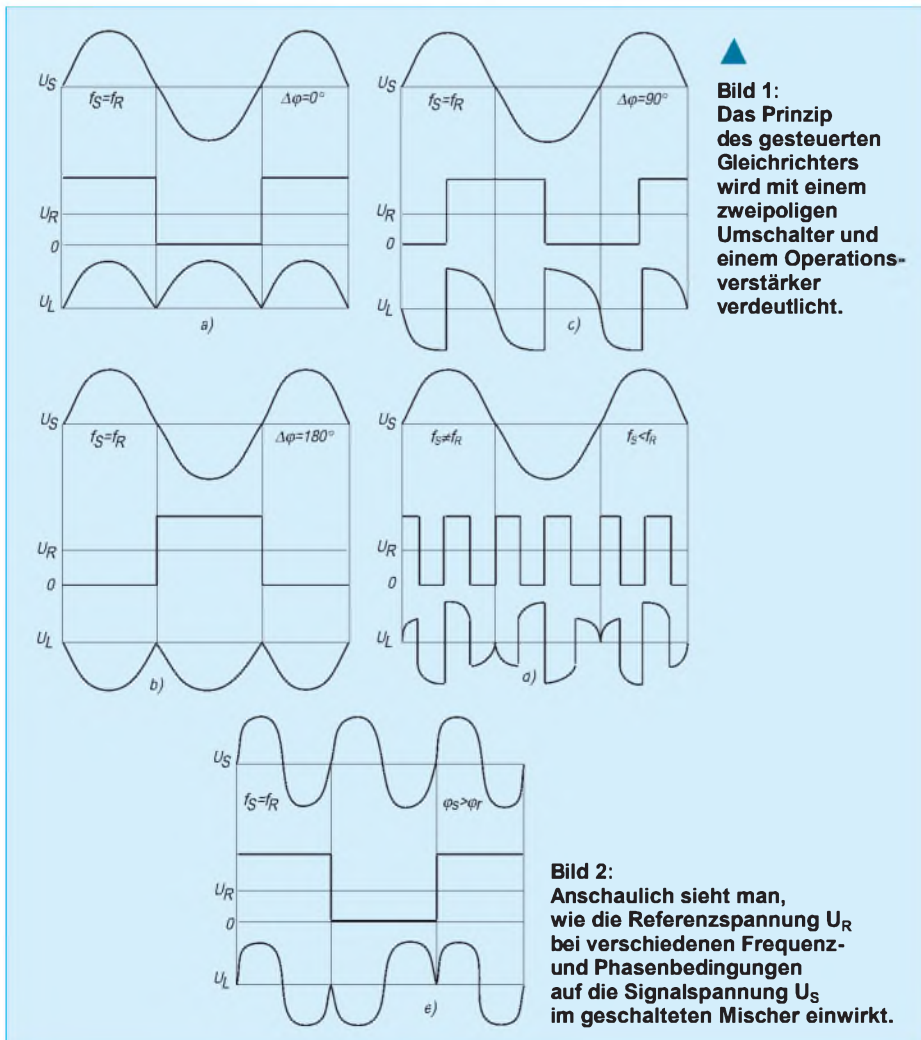 U_S
f_S=f_R
Δφ=0°
U_R
0
U_L
a)
U_S
f_S=f_R
Δφ=90°
U_R
0
U_L
c)
Bild 1:
Das Prinzip
des gesteuerten
Gleichrichters
wird mit einem
zweipoligen
Umschalter und
einem Operations-
verstärker
verdeutlicht.
U_S
f_S=f_R
Δφ=180°
U_R
0
U_L
b)
U_S
f_S≠f_R
f_S<f_R
U_R
0
U_L
d)
U_S
f_S=f_R
φ_S>φ_r
U_R
0
U_L
e)
Bild 2:
Anschaulich sieht man,
wie die Referenzspannung U_R
bei verschiedenen Frequenz-
und Phasenbedingungen
auf die Signalspannung U_S
im geschalteten Mischer einwirkt.